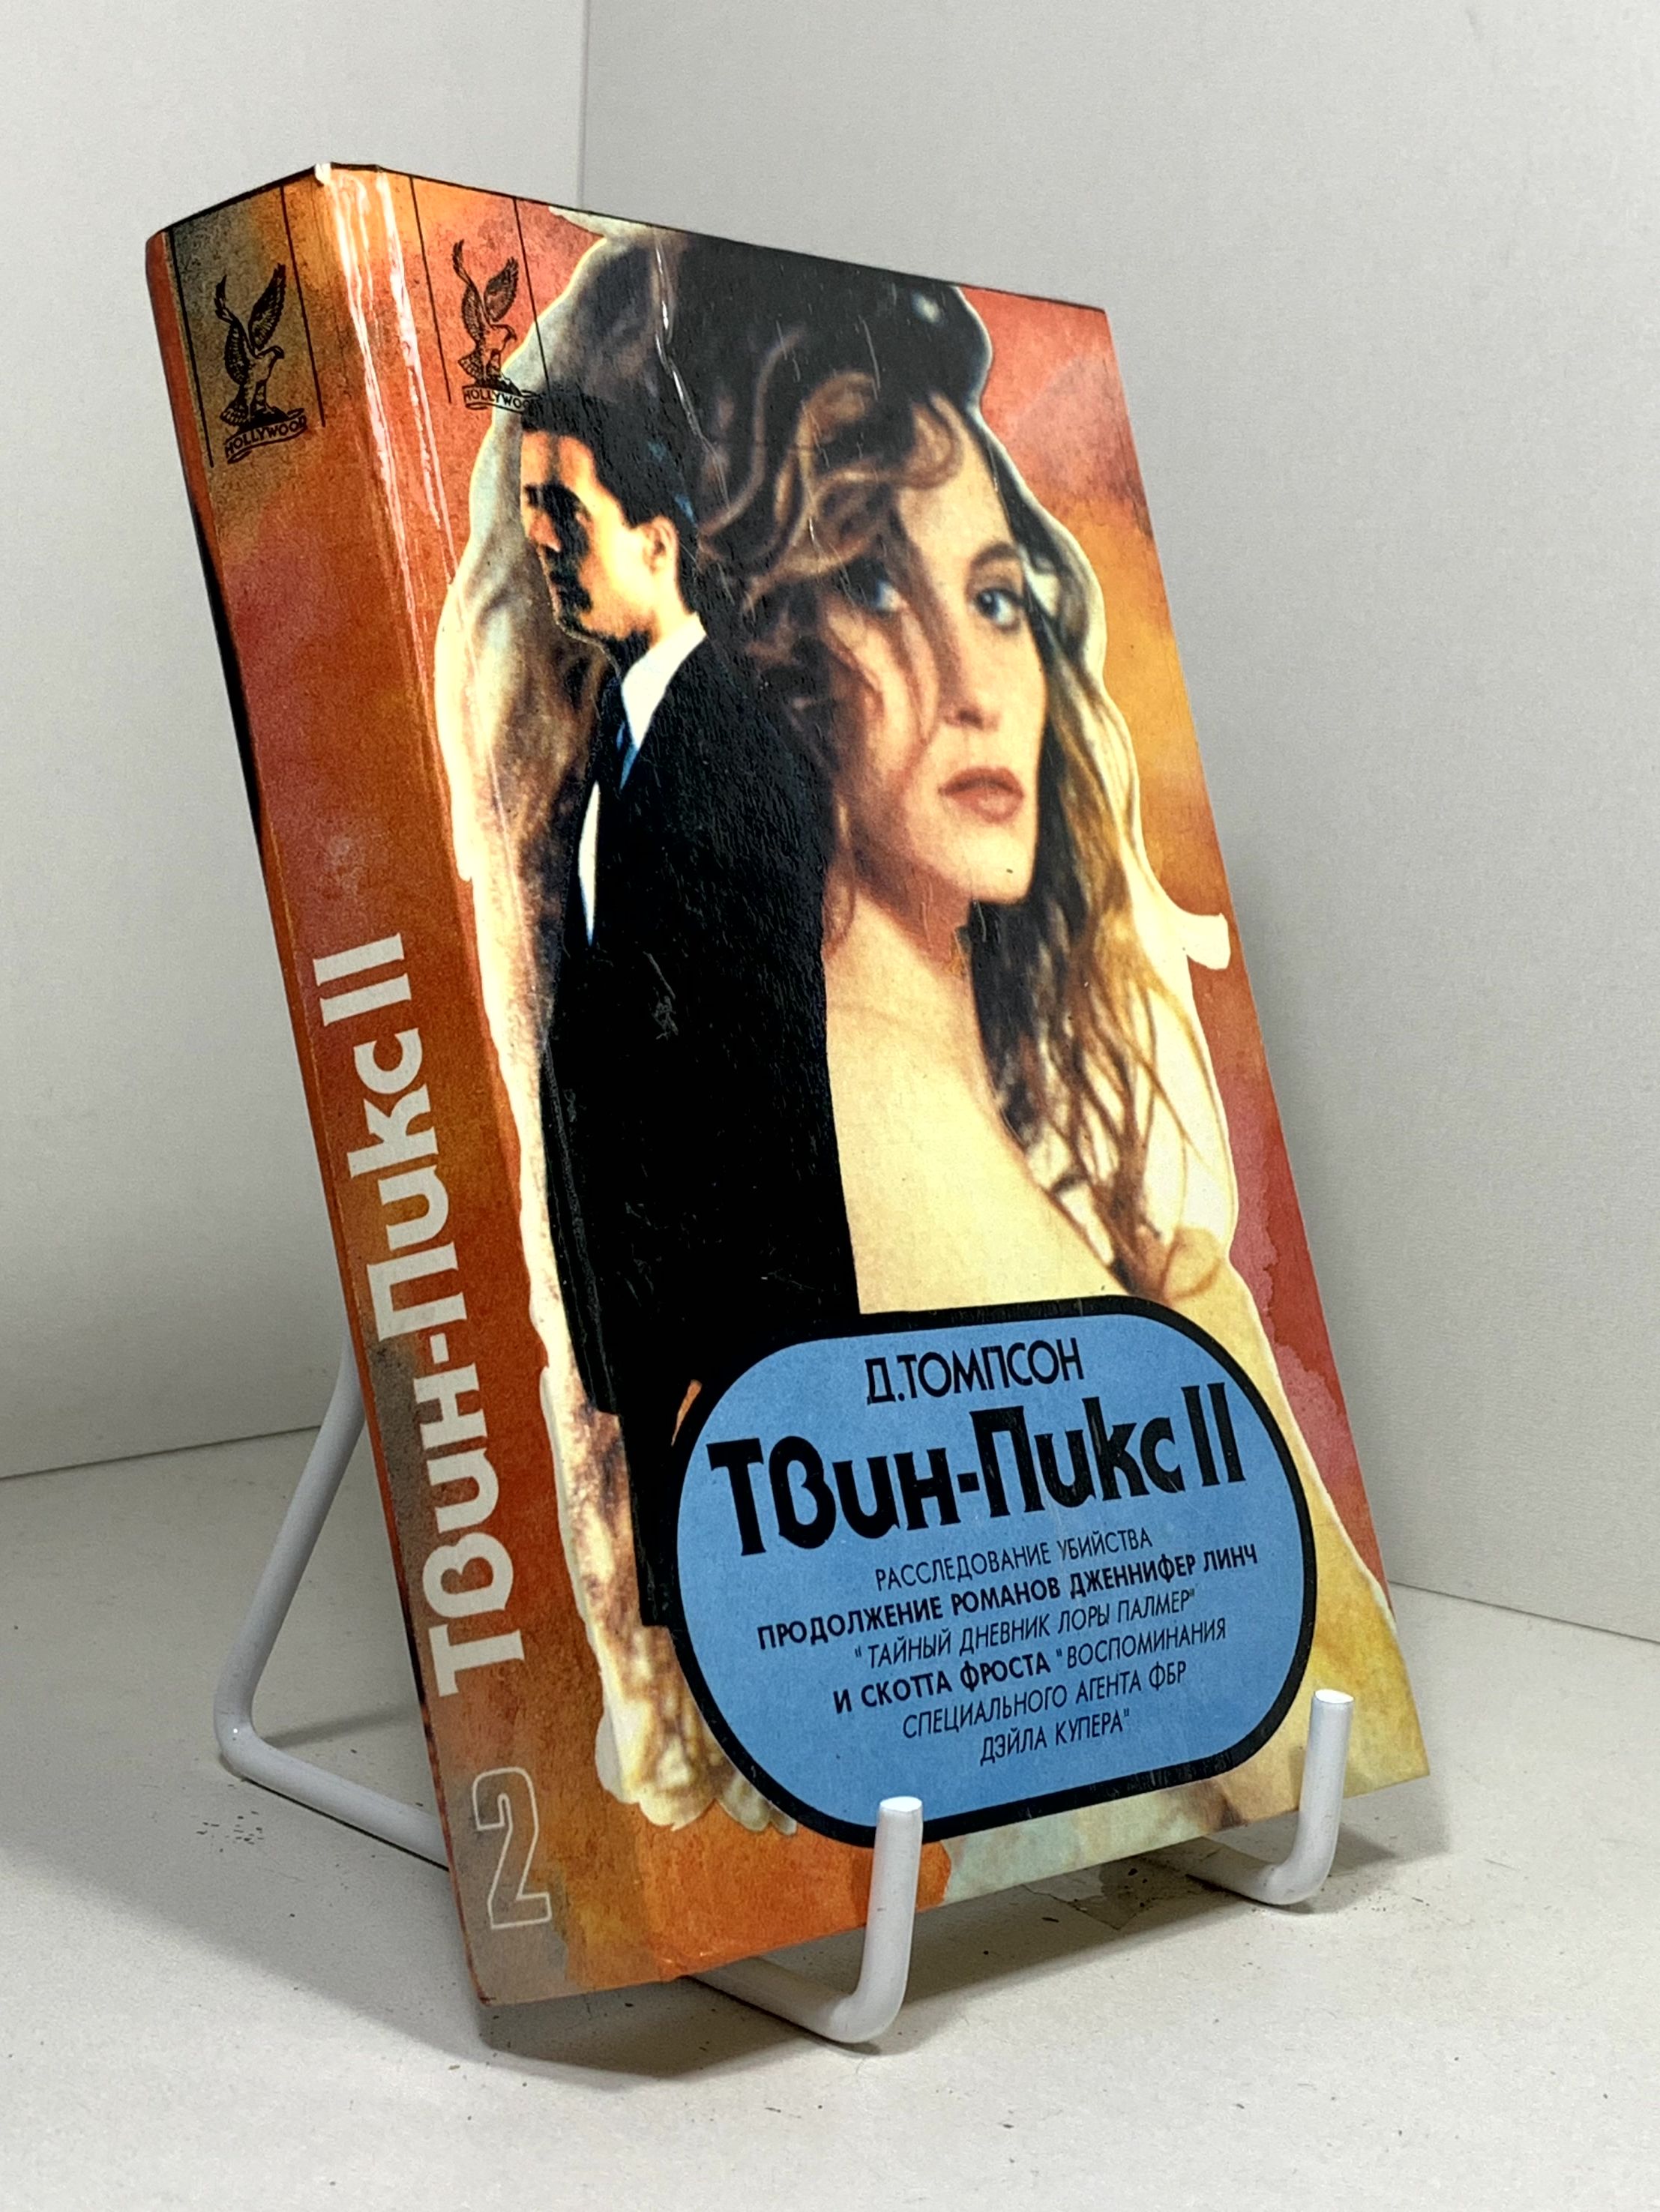 HOLLYWOOD
Твин-Пикс II
2
HOLLYWOOD
Д.ТОМПСОН
Твин-Пикс II
РАССЛЕДОВАНИЕ УБИЙСТВА
ПРОДОЛЖЕНИЕ РОМАНОВ ДЖЕННИФЕР ЛИНЧ
"ТАЙНЫЙ ДНЕВНИК ЛОРЫ ПАЛМЕР"
И СКОТТА ФРОСТА "ВОСПОМИНАНИЯ
СПЕЦИАЛЬНОГО АГЕНТА ФБР
ДЭЙЛА КУПЕРА"